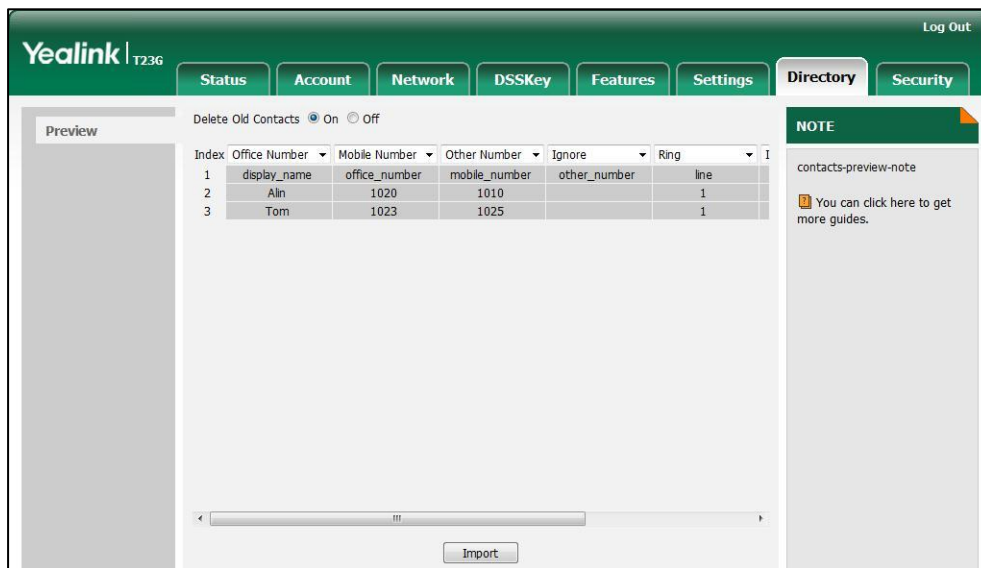 Log Out
Yealink T23G
Status Account Network DSSKey Features Settings Directory Security
Preview
Delete Old Contacts On Off
NOTE
Index Office Number Mobile Number Other Number Ignore Ring
1 display_name office_number mobile_number other_number line
2 Alin 1020 1010 1
3 Tom 1023 1025 1
contacts-preview-note
You can click here to get
more guides.
Import